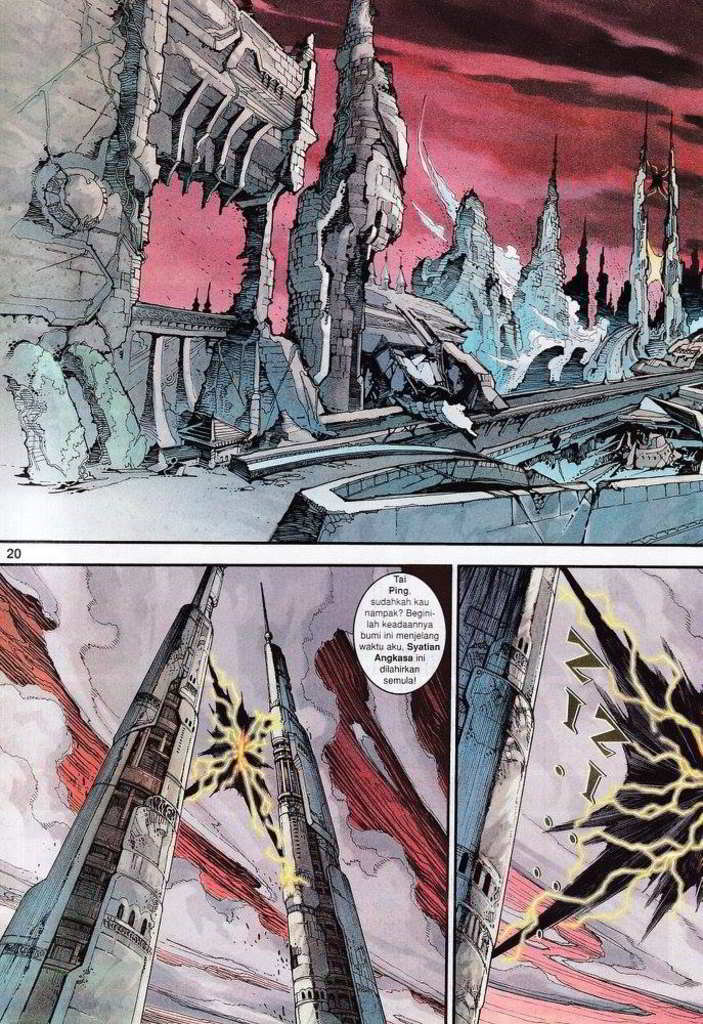 20
Tai
Ping,
sudahkah kau
nampak? Begini-
lah keadaannya
bumi ini menjelang
waktu aku, Syatian
Angkasa ini
dilahirkan
semula!